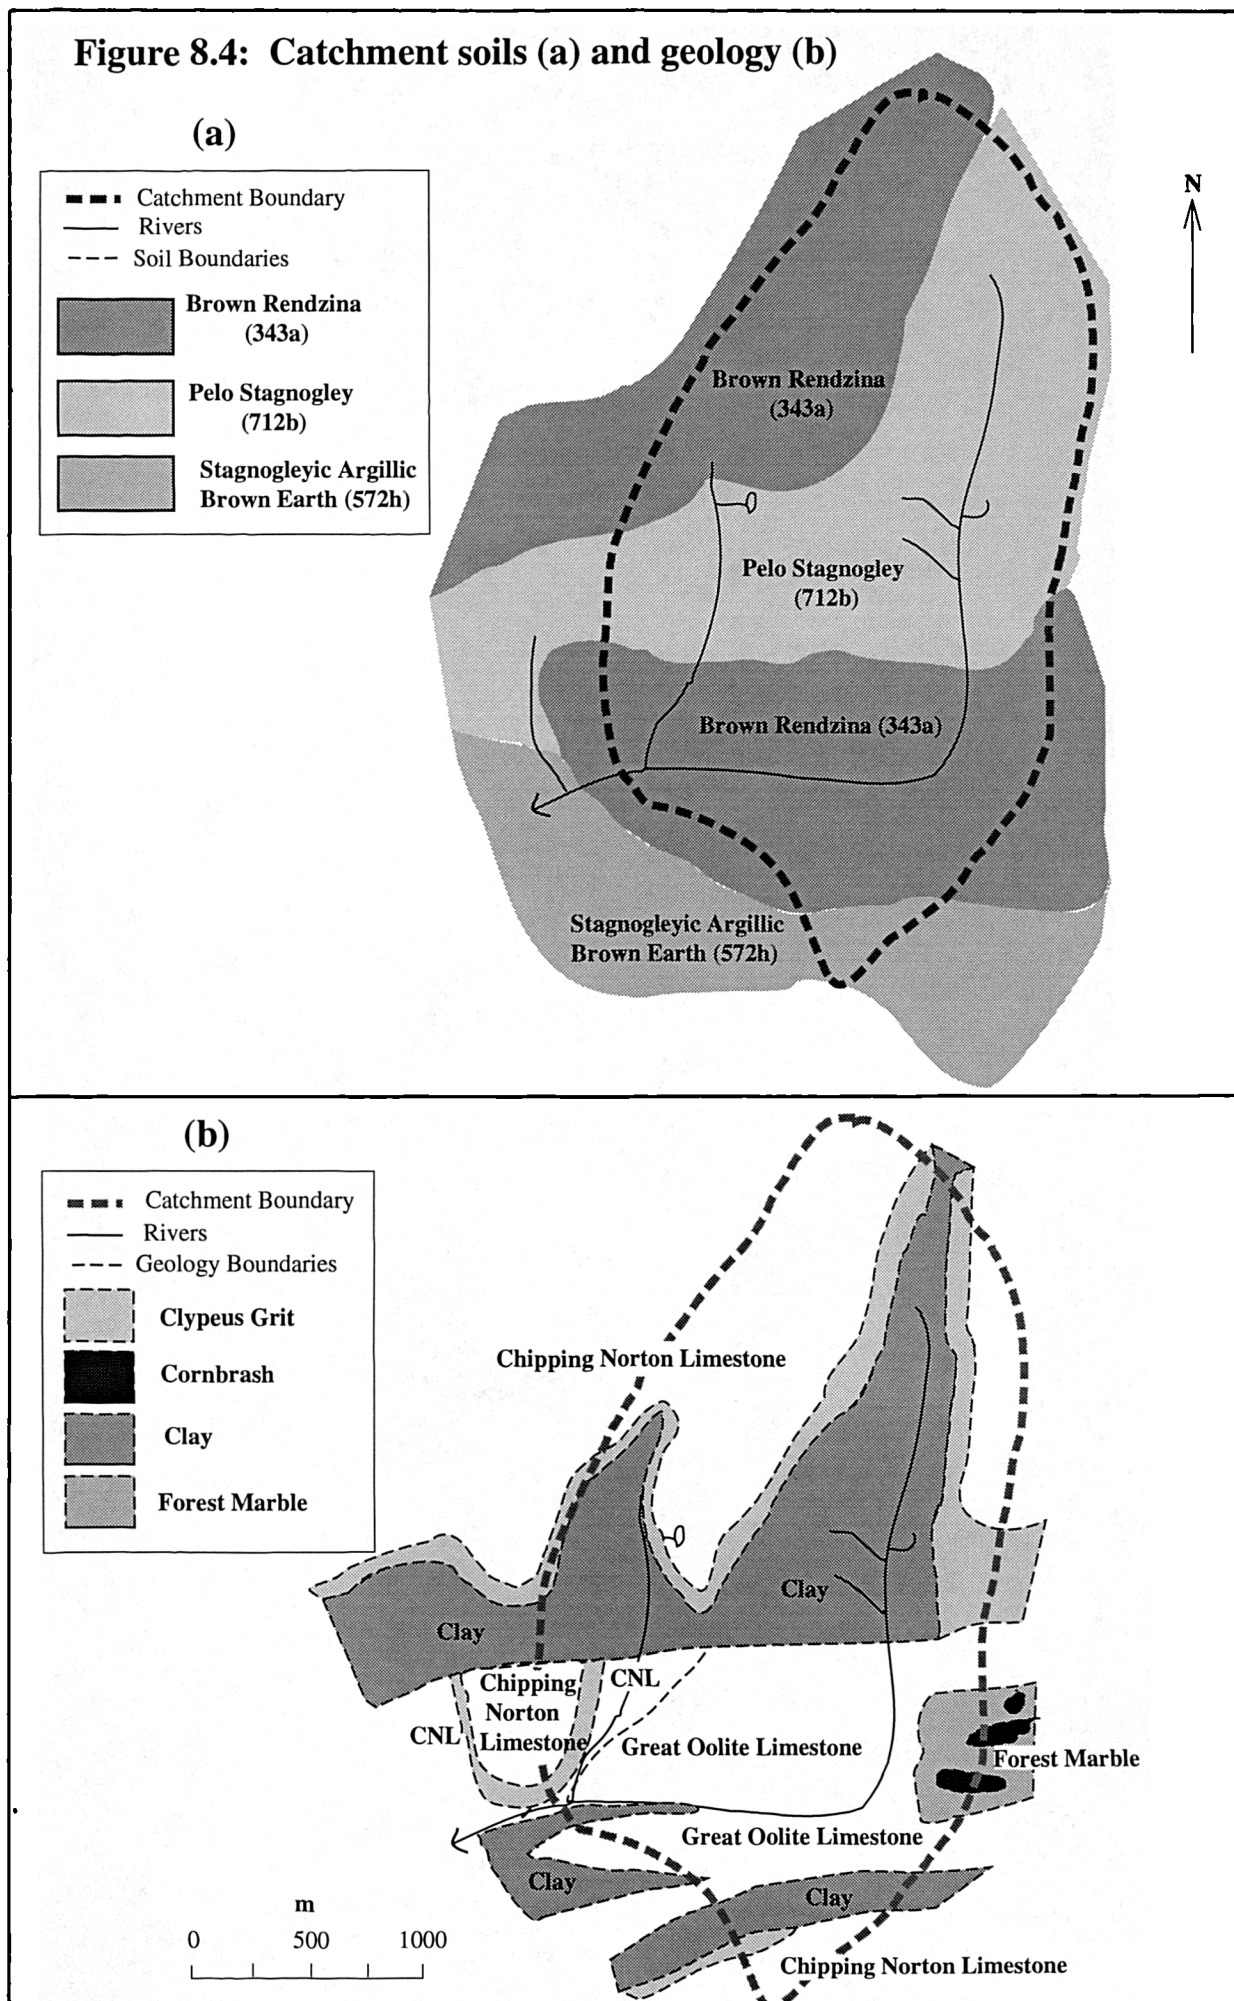 Figure 8.4: Catchment soils (a) and geology (b)
(a)
Catchment Boundary
Rivers
Soil Boundaries
Brown Rendzina
(343a)
Pelo Stagnogley
(712b)
Stagnogleyic Argillic
Brown Earth (572h)
N
Brown Rendzina
(343a)
Pelo Stagnogley
(712b)
Brown Rendzina (343a)
Stagnogleyic Argillic
Brown Earth (572h)
(b)
Catchment Boundary
Rivers
Geology Boundaries
Clypeus Grit
Cornbrash
Clay
Forest Marble
Chipping Norton Limestone
Clay
Clay
Chipping
Norton
Limestone
CNL
CNL
Great Oolite Limestone
Forest Marble
Great Oolite Limestone
Clay
Clay
Chipping Norton Limestone
m
0 500 1000